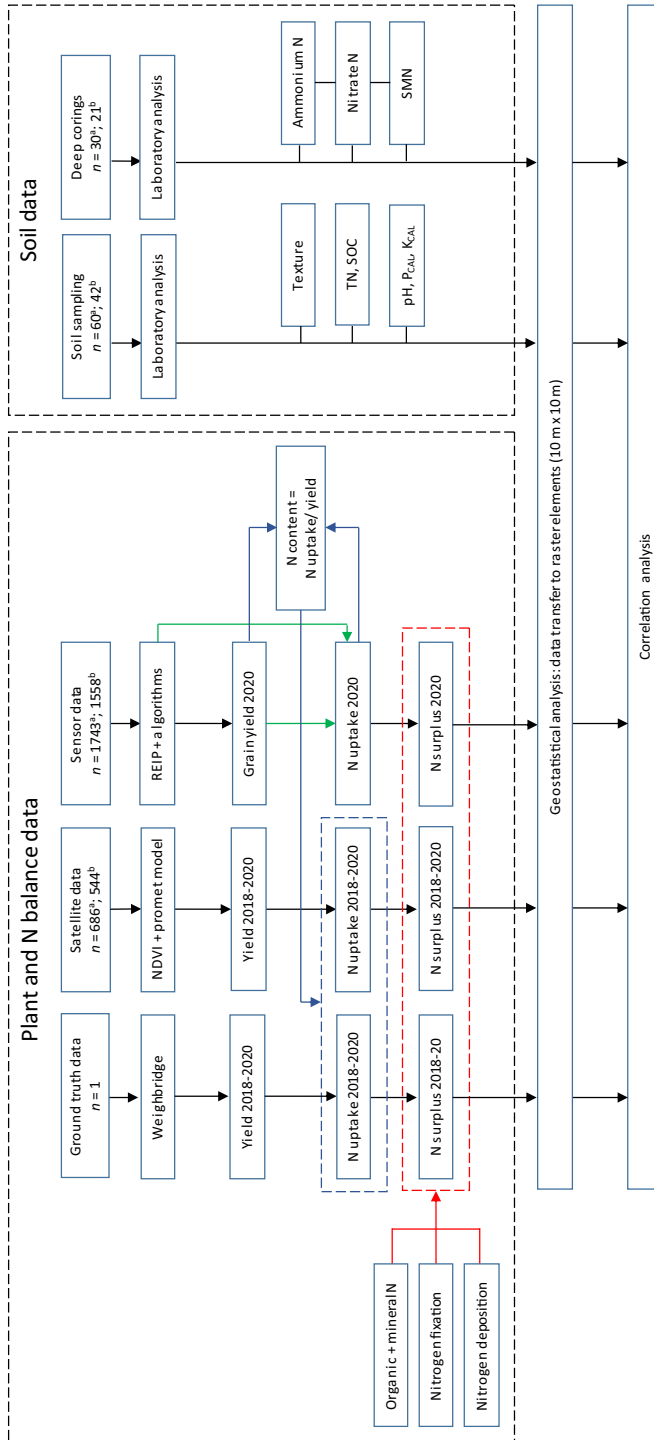 Plant and N balance data
Soil data
Ground truth data
n = 1
Satellite data
n = 686ᵃ; 544ᵇ
Sensor data
n = 1743ᵃ; 1558ᵇ
Soil sampling
n = 60ᵃ; 42ᵇ
Deep corings
n = 30ᵃ; 21ᵇ
Weighbridge
NDVI + promet model
REIP + algorithms
Laboratory analysis
Laboratory analysis
Yield 2018-2020
Yield 2018-2020
Grain yield 2020
N content =
N uptake/ yield
Texture
Ammonium N
N uptake 2018-2020
N uptake 2018-2020
N uptake 2020
TN, SOC
Nitrate N
Organic + mineral N
Nitrogen fixation
Nitrogen deposition
N surplus 2018-20
N surplus 2018-2020
N surplus 2020
pH, PCAL, KCAL
SMN
Geostatistical analysis: data transfer to raster elements (10 m x 10 m)
Correlation analysis